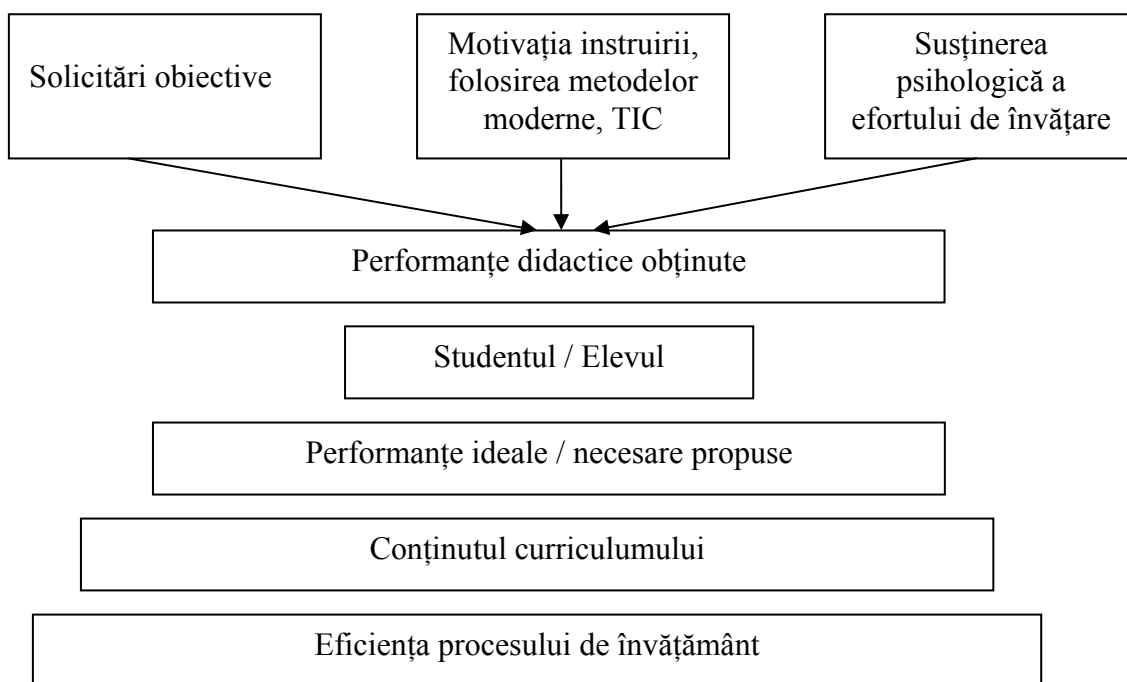 Solicitări obiective
Motivația instruirii,
folosirea metodelor
moderne, TIC
Susținerea
psihologică a
efortului de învățare
Performanțe didactice obținute
Studentul / Elevul
Performanțe ideale / necesare propuse
Conținutul curriculumului
Eficiența procesului de învățământ